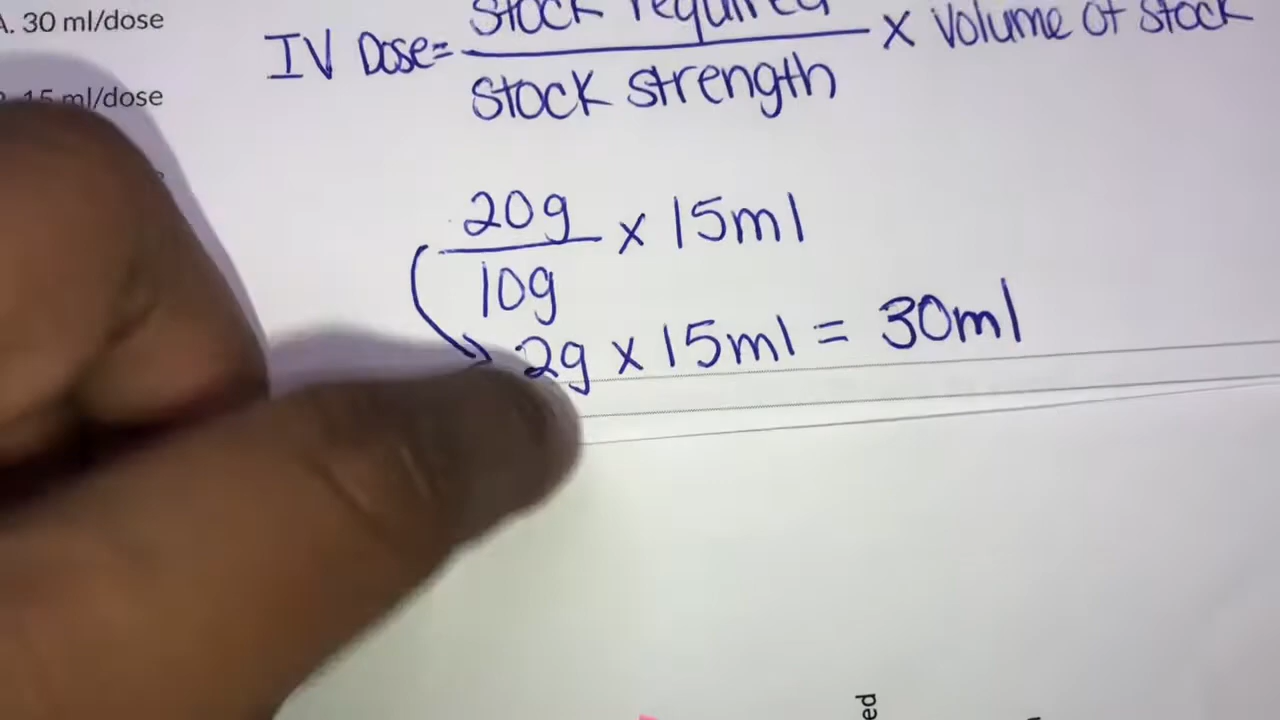 A. 30 ml/dose
15 ml/dose
IV Dose= Stock required
Stock strength
x Volume of Stock
20g
10g
x 15ml
2g x 15ml = 30ml
ed